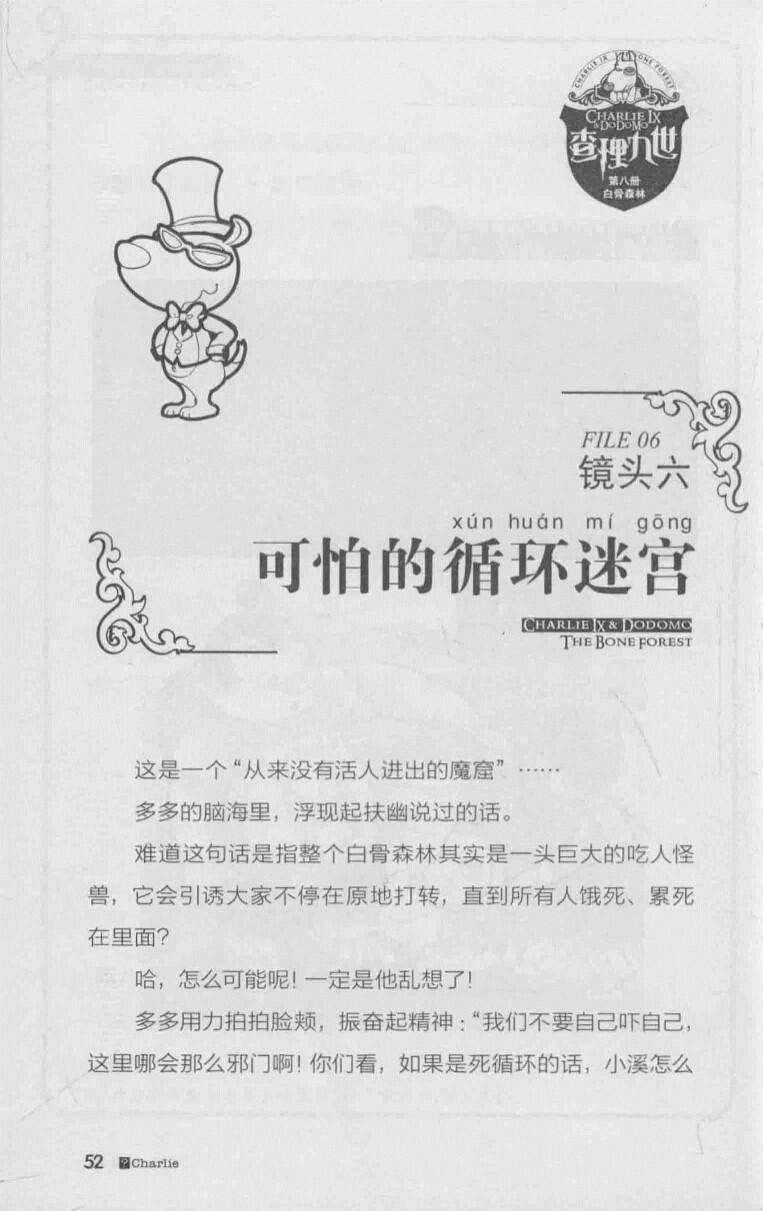 CHARLIE IX BONE FOREST
CHARLIE IX
& DODOMO
查理九世
第八册
白骨森林
FILE 06
镜头六
xún huán mí gōng
可怕的循环迷宫
CHARLIE IX & DODOMO
THE BONE FOREST
这是一个“从来没有活人进出的魔窟”……
多多的脑海里，浮现起扶幽说过的话。
难道这句话是指整个白骨森林其实是一头巨大的吃人怪
兽，它会引诱大家不停在原地打转，直到所有人饿死、累死
在里面？
哈，怎么可能呢！一定是他乱想了！
多多用力拍拍脸颊，振奋起精神：“我们不要自己吓自己，
这里哪会那么邪门啊！你们看，如果是死循环的话，小溪怎么
52 ?Charlie